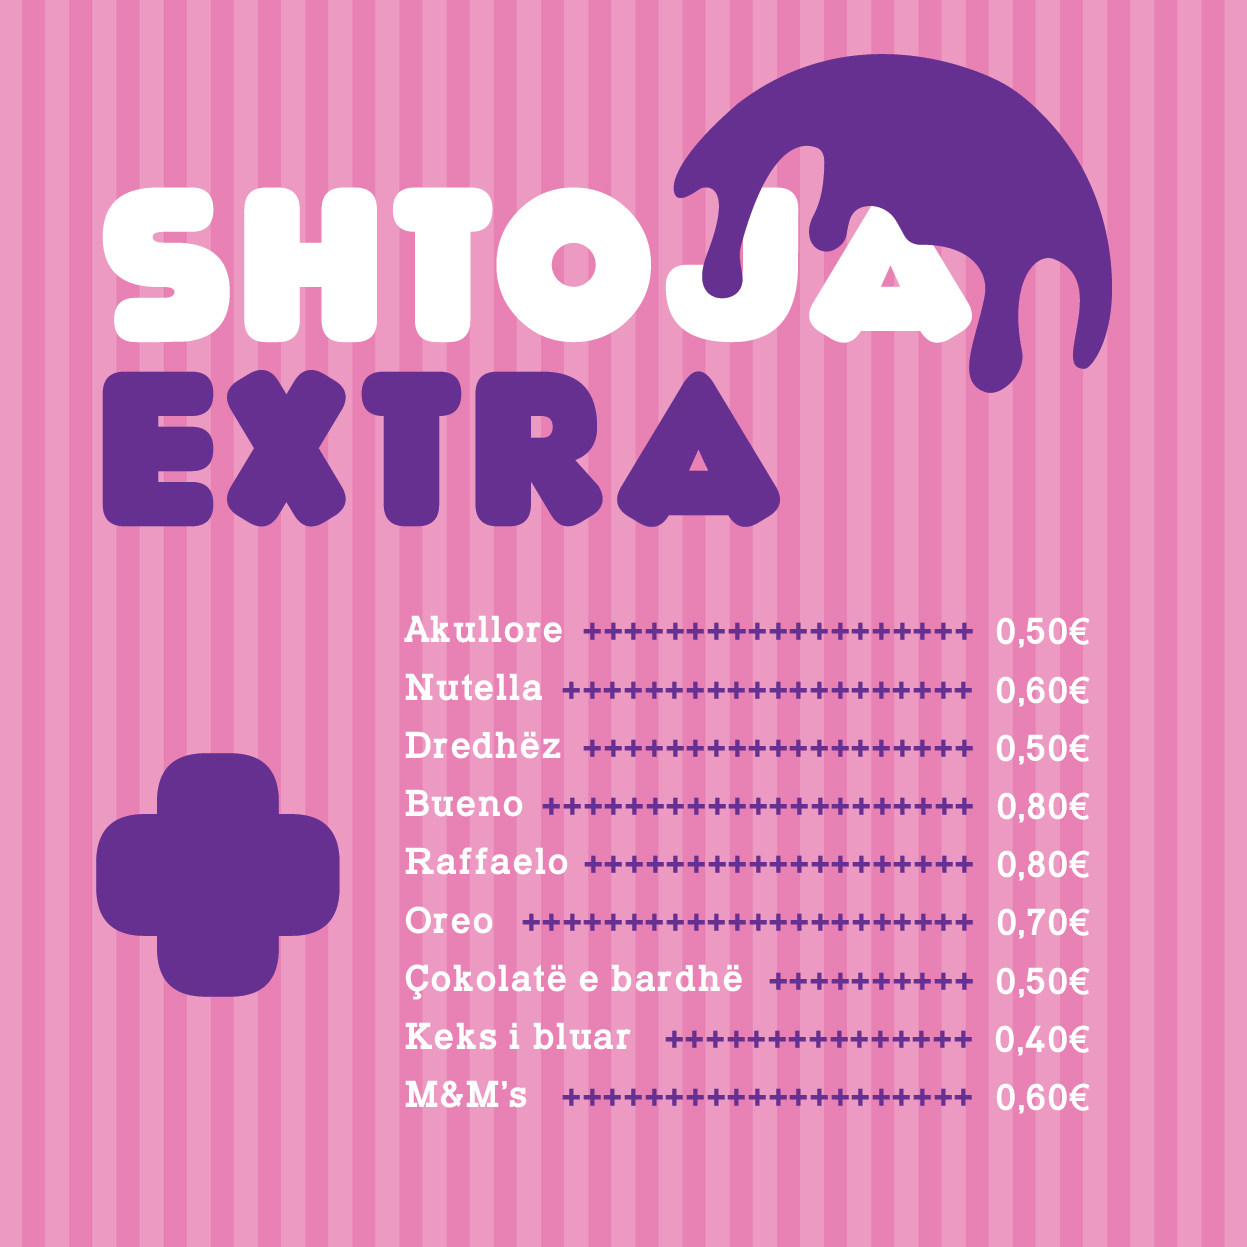 SHTOJA
EXTRA
Akullore +++++++++++++++++++ 0,50€
Nutella ++++++++++++++++++++ 0,60€
Dredhëz +++++++++++++++++++ 0,50€
Bueno +++++++++++++++++++++ 0,80€
Raffaelo +++++++++++++++++++ 0,80€
Oreo ++++++++++++++++++++++ 0,70€
Çokolatë e bardhë ++++++++++ 0,50€
Keks i bluar +++++++++++++++ 0,40€
M&M's ++++++++++++++++++++ 0,60€